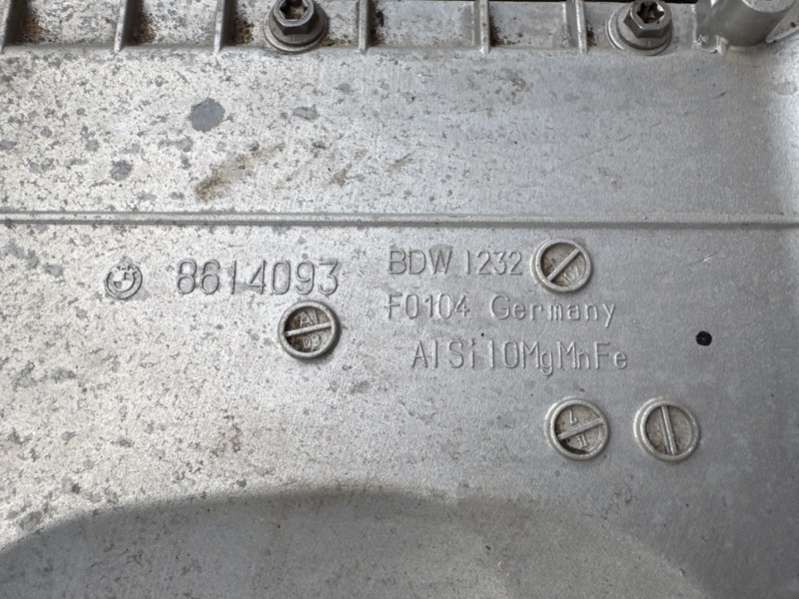 8614093
BDW 1232
F0104 Germany
AlSi10MgMnFe